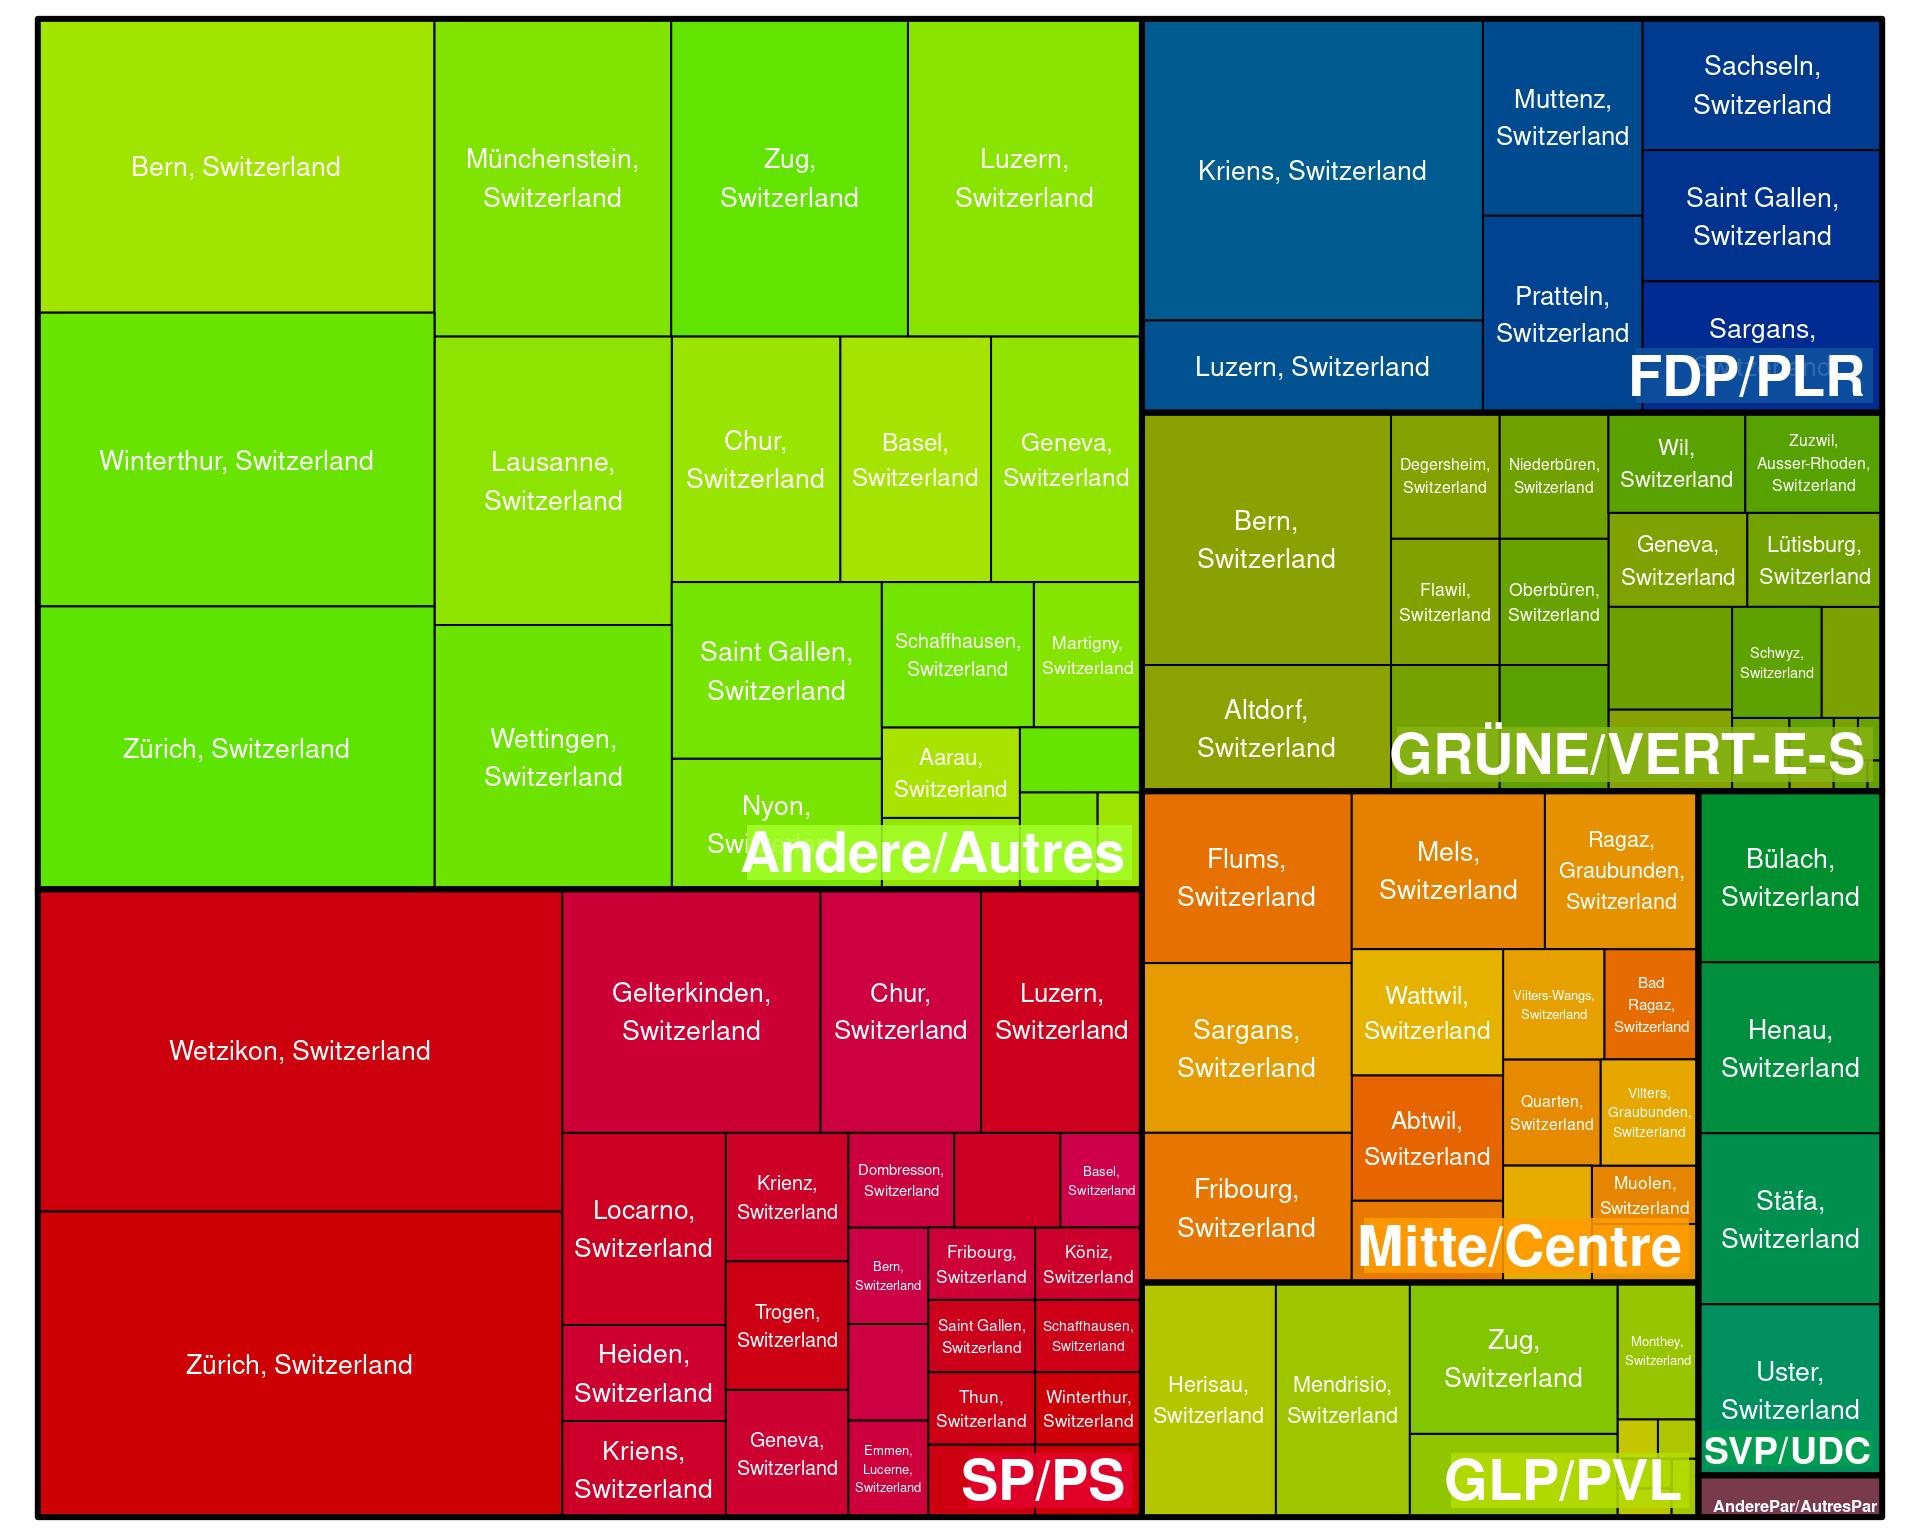 Bern, Switzerland
Winterthur, Switzerland
Zürich, Switzerland
Münchenstein,
Switzerland
Zug,
Switzerland
Luzern,
Switzerland
Lausanne,
Switzerland
Wettingen,
Switzerland
Chur,
Switzerland
Basel,
Switzerland
Geneva,
Switzerland
Saint Gallen,
Switzerland
Schaffhausen,
Switzerland
Martigny,
Switzerland
Aarau,
Switzerland
Nyon,
Andere/Autres
Kriens, Switzerland
Luzern, Switzerland
Muttenz,
Switzerland
Pratteln,
Switzerland
Sachseln,
Switzerland
Saint Gallen,
Switzerland
Sargans,
Switzerland
FDP/PLR
Bern,
Switzerland
Altdorf,
Switzerland
Degersheim,
Switzerland
Niederbüren,
Switzerland
Flawil,
Switzerland
Oberbüren,
Switzerland
Wil,
Switzerland
Zuzwil,
Ausser-Rhoden,
Switzerland
Geneva,
Switzerland
Lütisburg,
Switzerland
Schwyz,
Switzerland
GRÜNE/VERT-E-S
Wetzikon, Switzerland
Zürich, Switzerland
Gelterkinden,
Switzerland
Chur,
Switzerland
Luzern,
Switzerland
Locarno,
Switzerland
Heiden,
Switzerland
Kriens,
Switzerland
Krienz,
Switzerland
Trogen,
Switzerland
Geneva,
Switzerland
Dombresson,
Switzerland
Basel,
Switzerland
Bern,
Switzerland
Fribourg,
Switzerland
Köniz,
Switzerland
Saint Gallen,
Switzerland
Schaffhausen,
Switzerland
Thun,
Switzerland
Winterthur,
Switzerland
Emmen,
Lucerne,
Switzerland
SP/PS
Flums,
Switzerland
Sargans,
Switzerland
Fribourg,
Switzerland
Mels,
Switzerland
Ragaz,
Graubunden,
Switzerland
Wattwil,
Switzerland
Abtwil,
Switzerland
Vilters-Wangs,
Switzerland
Bad
Ragaz,
Switzerland
Quarten,
Switzerland
Vilters,
Graubunden,
Switzerland
Muolen,
Switzerland
Mitte/Centre
Herisau,
Switzerland
Mendrisio,
Switzerland
Zug,
Switzerland
Monthey,
Switzerland
GLP/PVL
Bülach,
Switzerland
Henau,
Switzerland
Stäfa,
Switzerland
Uster,
Switzerland
SVP/UDC
AnderePar/AutresPar